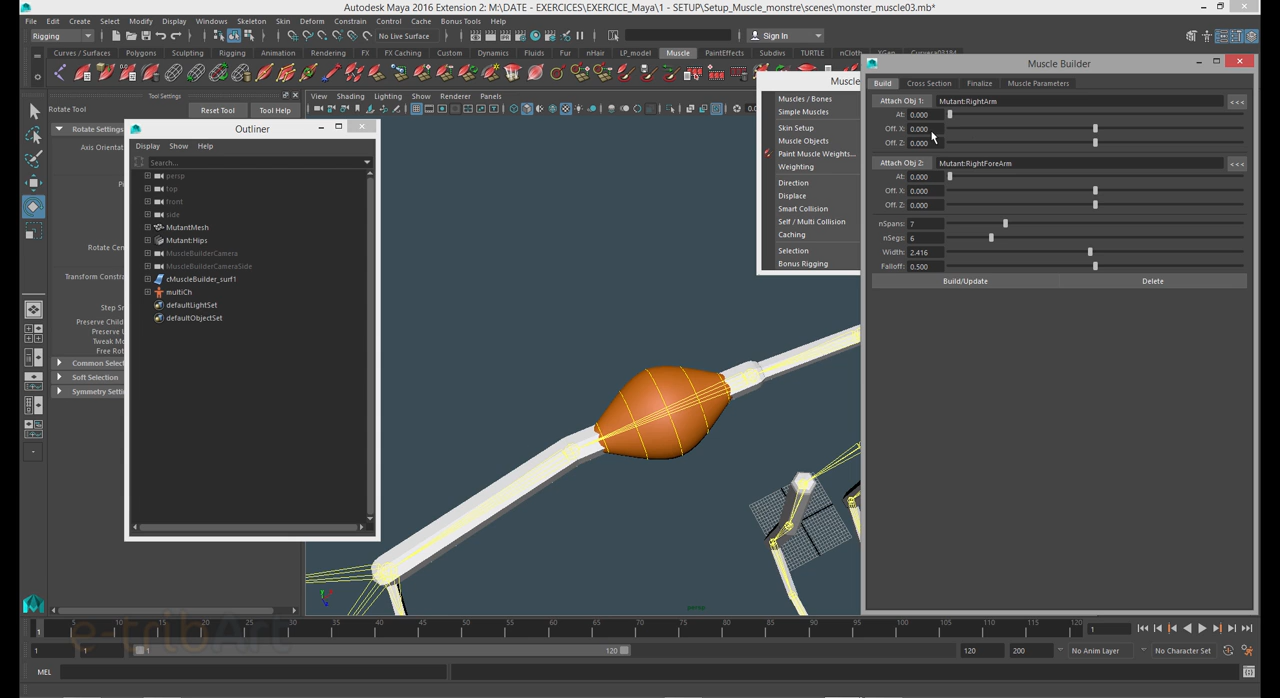 Autodesk Maya 2016 Extension 2: M:\DATE - EXERCICES\EXERCICE_Maya\1 - SETUP\Setup_Muscle_monstre\scenes\monster_muscle03.mb*
File Edit Create Select Modify Display Windows Skeleton Skin Deform Constrain Control Cache Bonus Tools Help
Rigging No Live Surface Sign In
Curves / Surfaces Polygons Sculpting Rigging Animation Rendering FX FX Caching Custom Dynamics Fluids Fur nHair LP_model Muscle PaintEffects Subdivs TURTLE nCloth
Tool Settings
Rotate Tool Reset Tool Tool Help
Rotate Settings
Axis Orientat
Pi
Rotate Cen
Transform Constra
Step Sn
Preserve Child
Preserve U
Tweak Mo
Free Rot
Common Select
Soft Selection
Symmetry Setti
Outliner
Display Show Help
Search...
persp
top
front
side
MutantMesh
Mutant:Hips
MuscleBuilderCamera
MuscleBuilderCameraSide
cMuscleBuilder_surf1
multiCh
defaultLightSet
defaultObjectSet
View Shading Lighting Show Renderer Panels
Muscle
Muscles / Bones
Simple Muscles
Skin Setup
Muscle Objects
Paint Muscle Weights...
Weighting
Direction
Displace
Smart Collision
Self / Multi Collision
Caching
Selection
Bonus Rigging
Muscle Builder
Build Cross Section Finalize Muscle Parameters
Attach Obj 1: Mutant:RightArm <<<
At: 0.000
Off. X: 0.000
Off. Z: 0.000
Attach Obj 2: Mutant:RightForeArm <<<
At: 0.000
Off. X: 0.000
Off. Z: 0.000
nSpans: 7
nSegs: 6
Width: 2.416
Falloff: 0.500
Build/Update Delete
persp
e-tribArt
1 5 10 15 20 25 30 35 40 45 50 55 60 65 70 75 80 85 90 95 100 105 110 115 120 1
1 1 1 120 120 200 No Anim Layer No Character Set
MEL